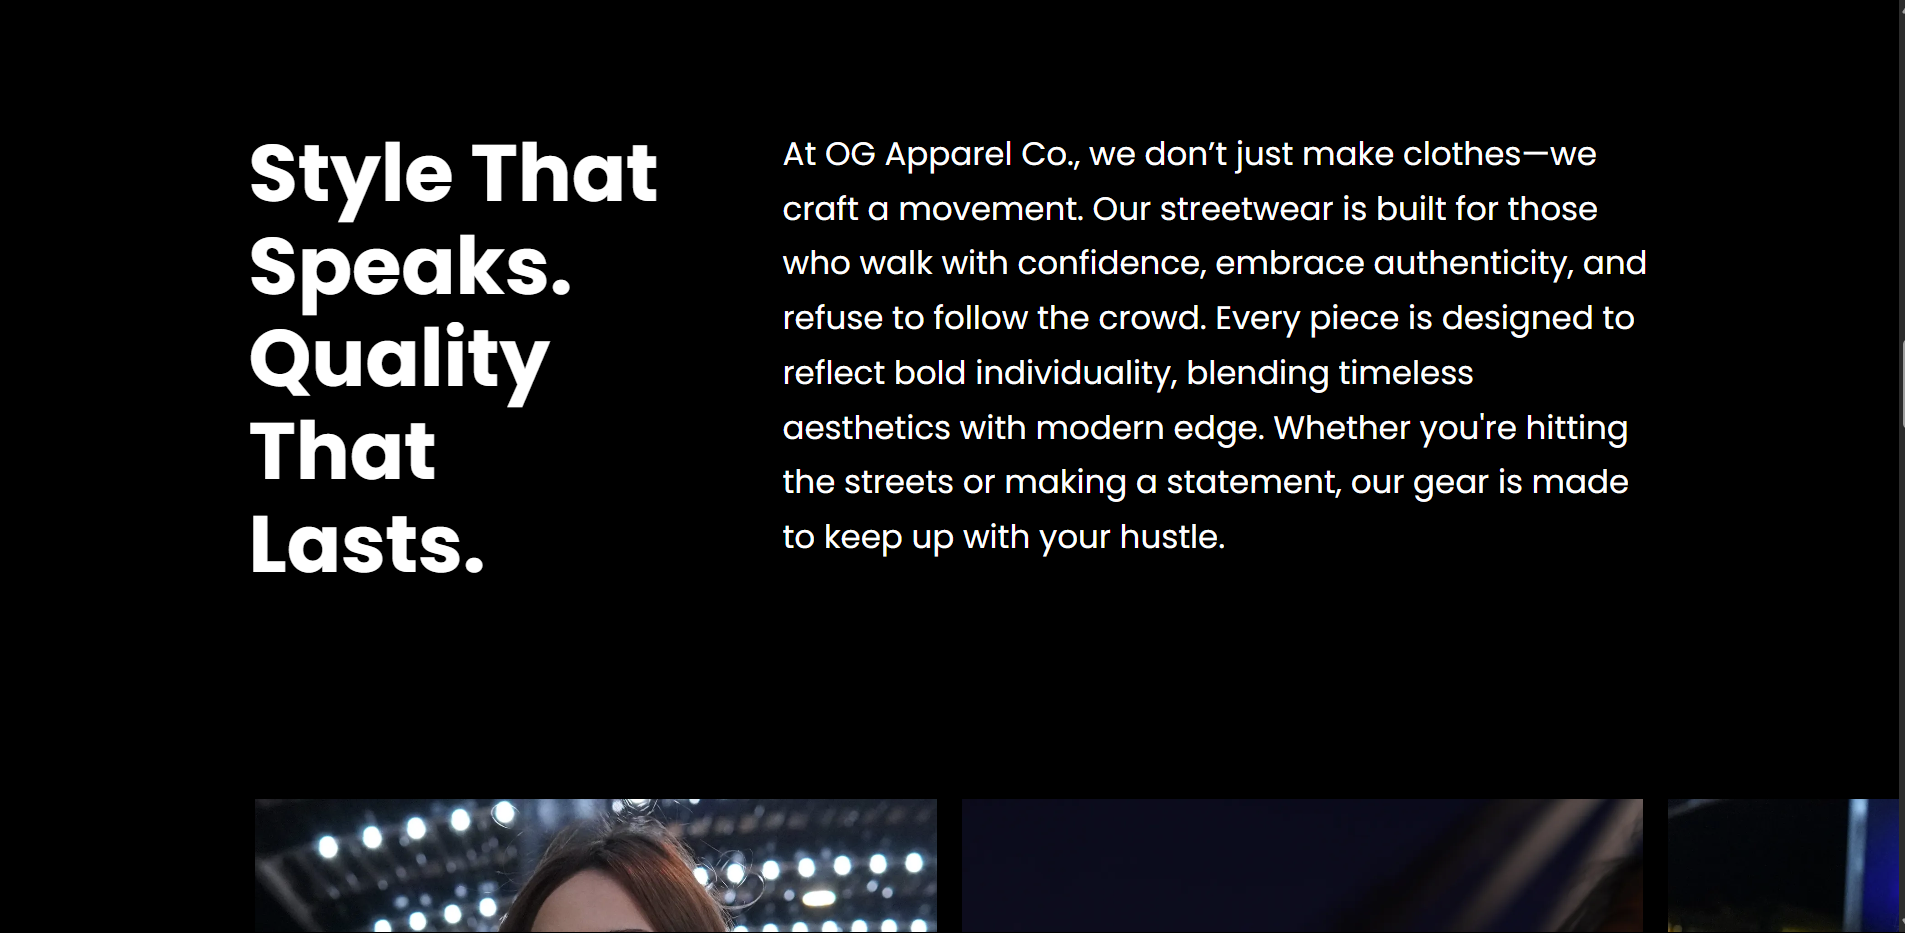 Style That
Speaks.
Quality
That
Lasts.
At OG Apparel Co., we don’t just make clothes—we
craft a movement. Our streetwear is built for those
who walk with confidence, embrace authenticity, and
refuse to follow the crowd. Every piece is designed to
reflect bold individuality, blending timeless
aesthetics with modern edge. Whether you're hitting
the streets or making a statement, our gear is made
to keep up with your hustle.